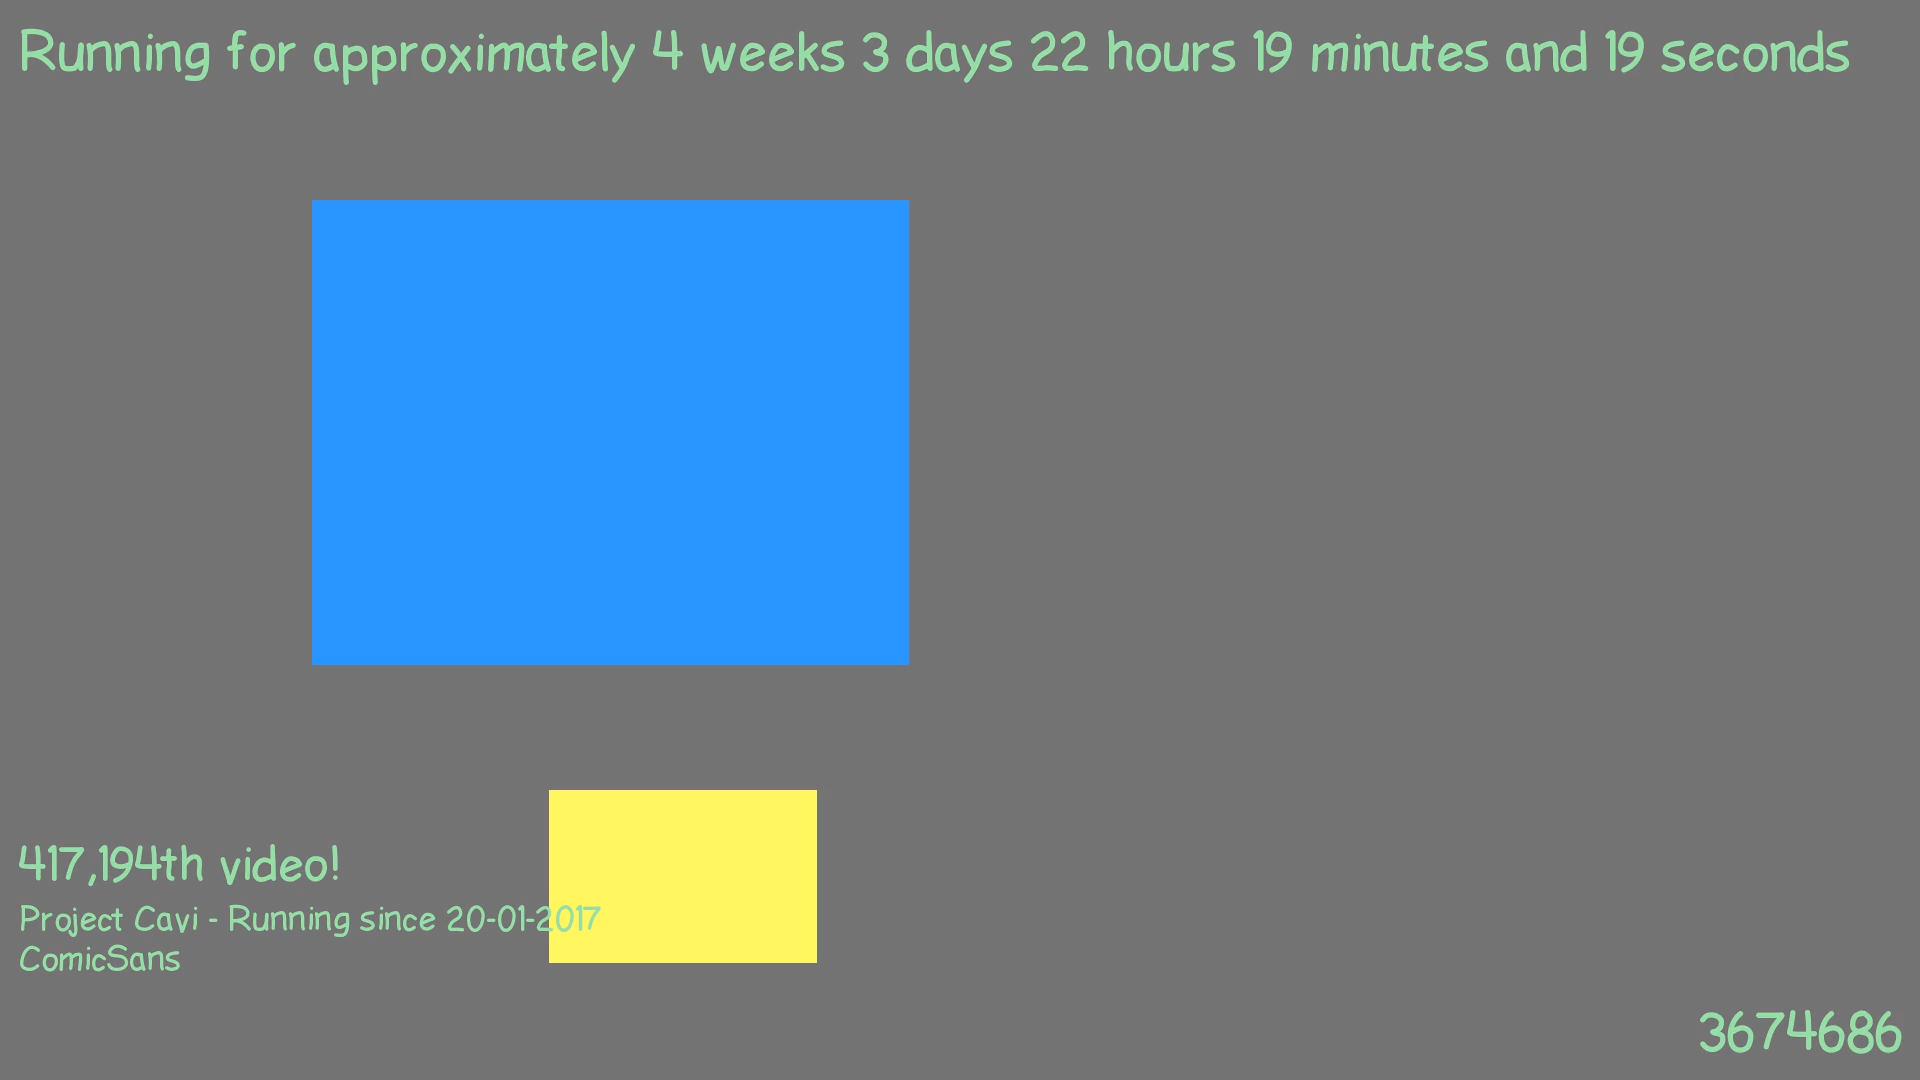 Running for approximately 4 weeks 3 days 22 hours 19 minutes and 19 seconds
417,194th video!
Project Cavi - Running since 20-01-2017
ComicSans
3674686